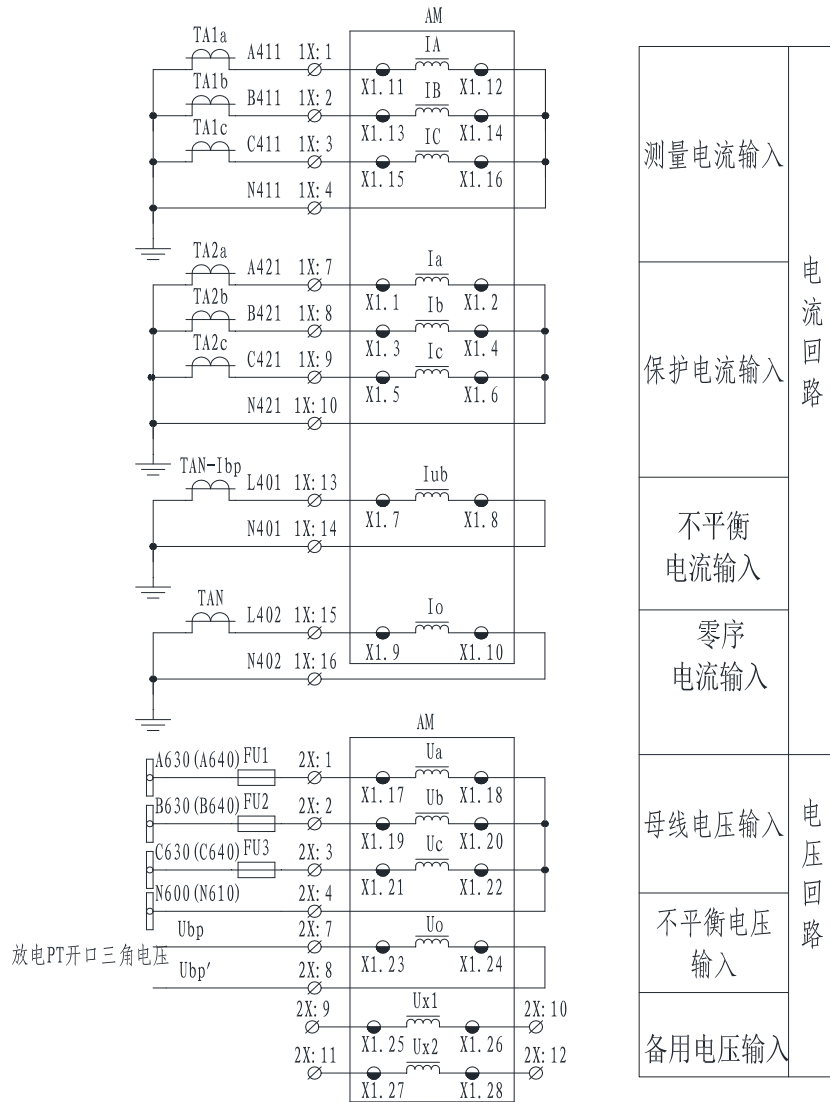 AM
TA1a A411 1X:1 IA
X1.11 X1.12
TA1b B411 1X:2 IB
X1.13 X1.14
TA1c C411 1X:3 IC
X1.15 X1.16
N411 1X:4
测量电流输入
TA2a A421 1X:7 Ia
X1.1 X1.2
TA2b B421 1X:8 Ib
X1.3 X1.4
TA2c C421 1X:9 Ic
X1.5 X1.6
N421 1X:10
保护电流输入
电流回路
TAN-Ibp L401 1X:13 Iub
X1.7 X1.8
N401 1X:14
不平衡
电流输入
TAN L402 1X:15 Io
X1.9 X1.10
N402 1X:16
零序
电流输入
AM
A630(A640) FU1 2X:1 Ua
X1.17 X1.18
B630(B640) FU2 2X:2 Ub
X1.19 X1.20
C630(C640) FU3 2X:3 Uc
X1.21 X1.22
N600(N610) 2X:4
母线电压输入
电压回路
Ubp 2X:7 Uo
X1.23 X1.24
放电PT开口三角电压
Ubp′ 2X:8
不平衡电压
输入
2X:9 Ux1 2X:10
X1.25 X1.26
2X:11 Ux2 2X:12
X1.27 X1.28
备用电压输入